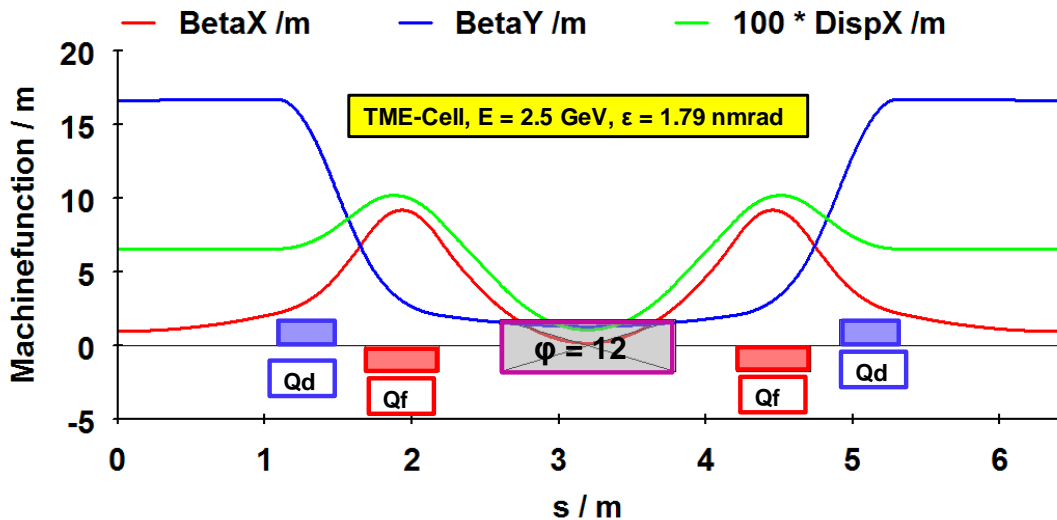 BetaX /m BetaY /m 100 * DispX /m
20
TME-Cell, E = 2.5 GeV, ε = 1.79 nmrad
15
10
5
0
-5
Machinefunction / m
φ = 12
Qd
Qf
Qf
Qd
0 1 2 3 4 5 6
s / m